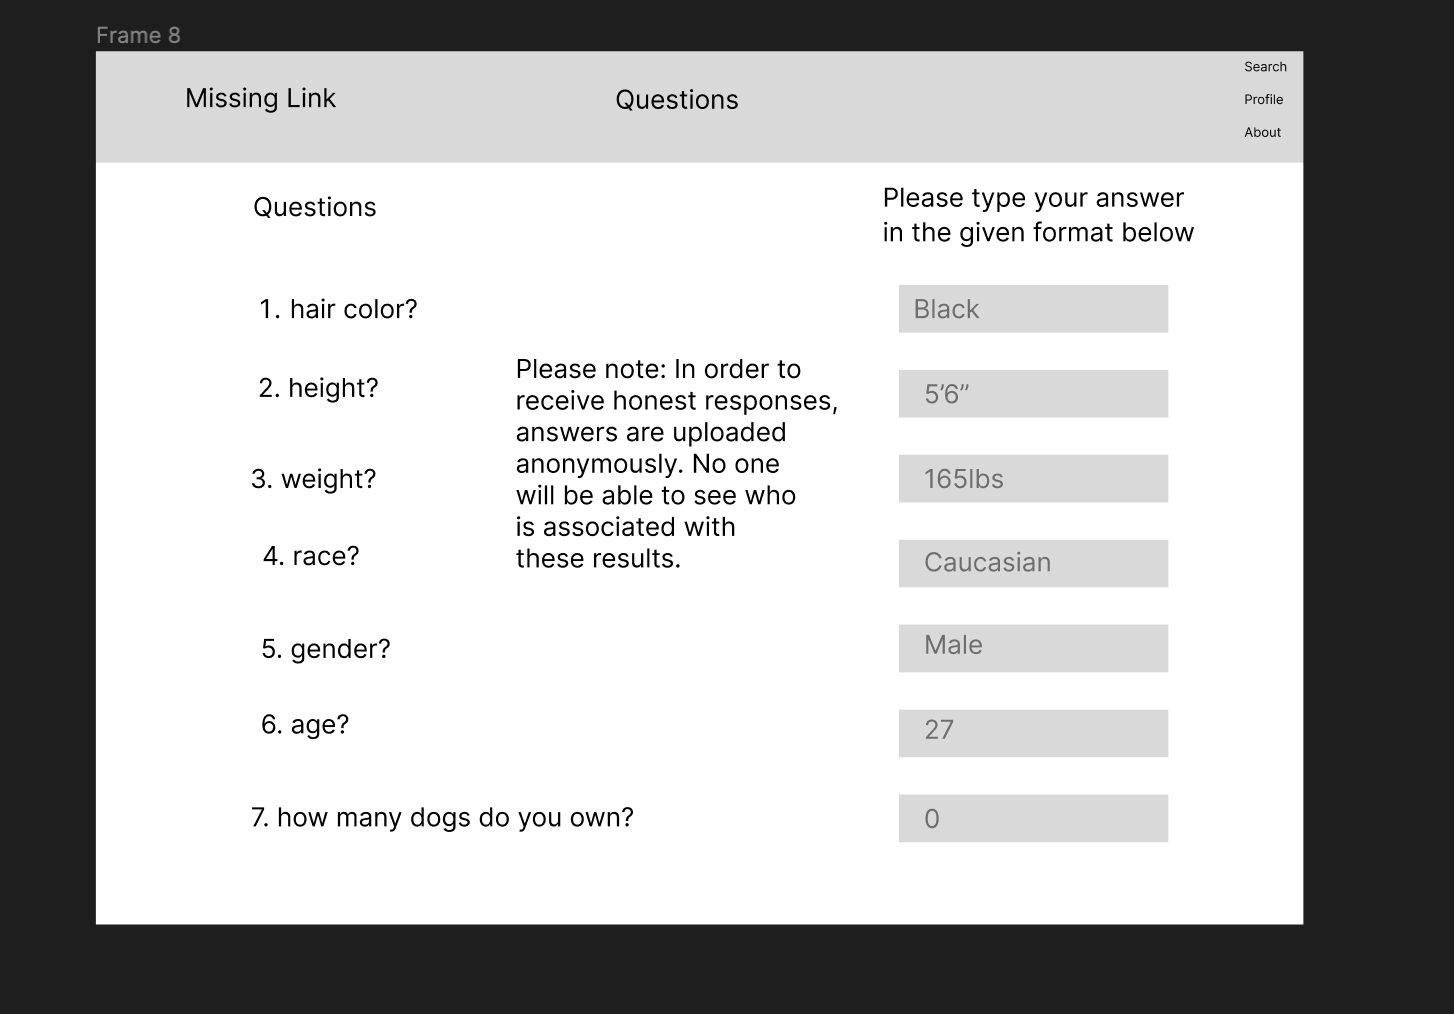 Frame 8
Missing Link
Questions
Search
Profile
About
Questions
Please type your answer
in the given format below
1. hair color?
Black
2. height?
5’6”
3. weight?
165lbs
4. race?
Caucasian
5. gender?
Male
6. age?
27
7. how many dogs do you own?
0
Please note: In order to
receive honest responses,
answers are uploaded
anonymously. No one
will be able to see who
is associated with
these results.